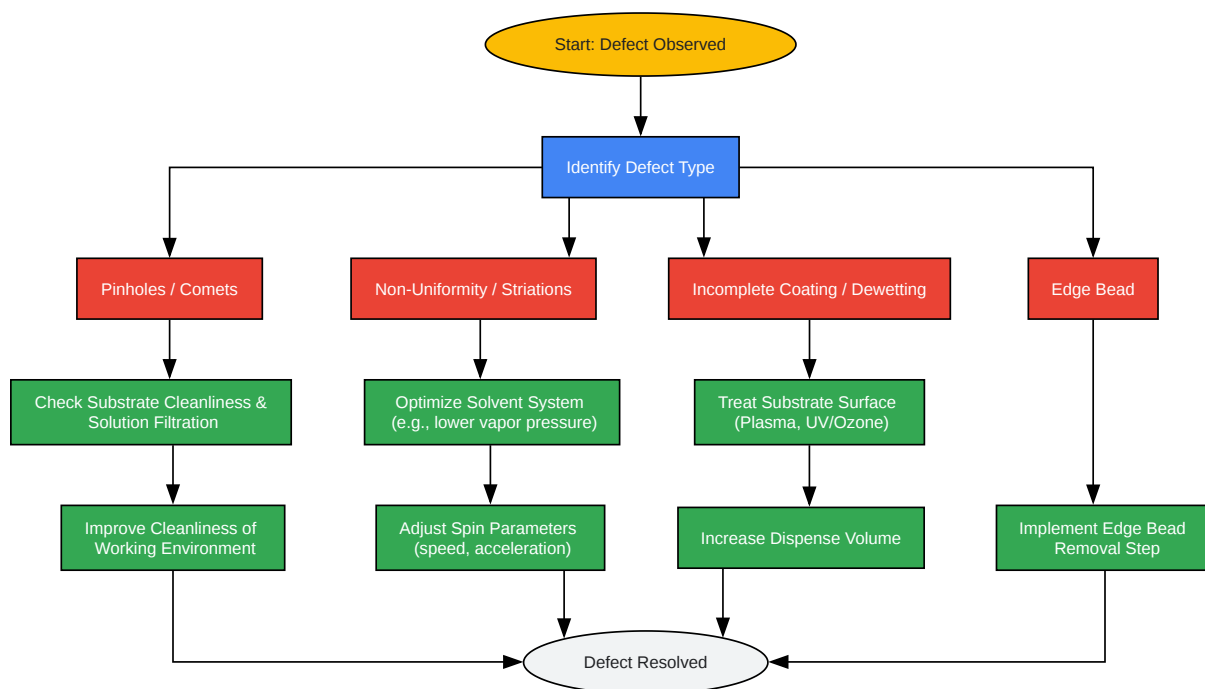 Start: Defect Observed
Identify Defect Type
Pinholes / Comets
Non-Uniformity / Striations
Incomplete Coating / Dewetting
Edge Bead
Check Substrate Cleanliness &
Solution Filtration
Optimize Solvent System
(e.g., lower vapor pressure)
Treat Substrate Surface
(Plasma, UV/Ozone)
Improve Cleanliness of
Working Environment
Adjust Spin Parameters
(speed, acceleration)
Increase Dispense Volume
Implement Edge Bead
Removal Step
Defect Resolved